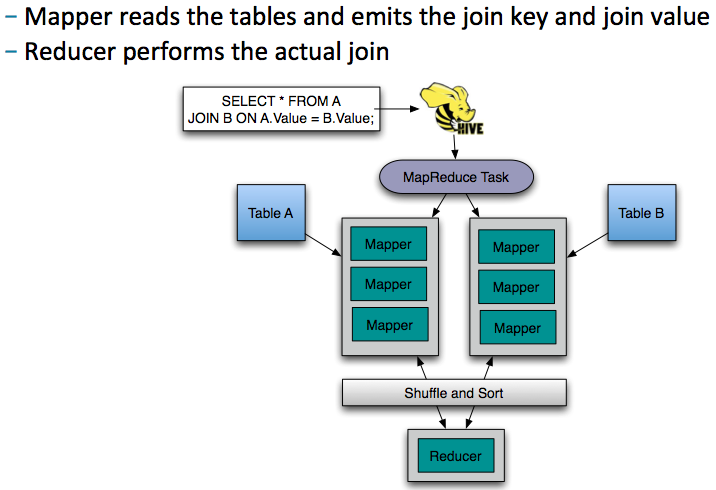 – Mapper reads the tables and emits the join key and join value
– Reducer performs the actual join
SELECT * FROM A
JOIN B ON A.Value = B.Value;
HIVE
MapReduce Task
Table A
Table B
Mapper
Mapper
Mapper
Mapper
Mapper
Mapper
Shuffle and Sort
Reducer